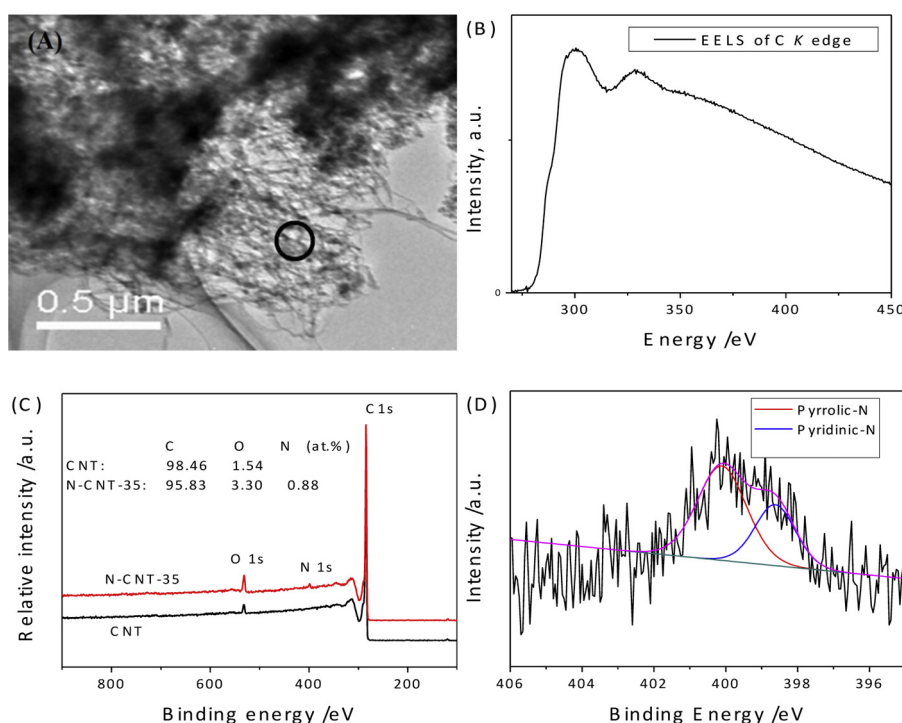 (A)
0.5 µm
(B)
EELS of C K edge
Intensity, a.u.
0
300 350 400 450
Energy /eV
(C)
C 1s
C O N (at.%)
CNT: 98.46 1.54
N-CNT-35: 95.83 3.30 0.88
O 1s
N 1s
N-CNT-35
CNT
Relative intensity /a.u.
800 600 400 200
Binding energy /eV
(D)
Pyrrolic-N
Pyridinic-N
Intensity /a.u.
406 404 402 400 398 396
Binding Energy /eV